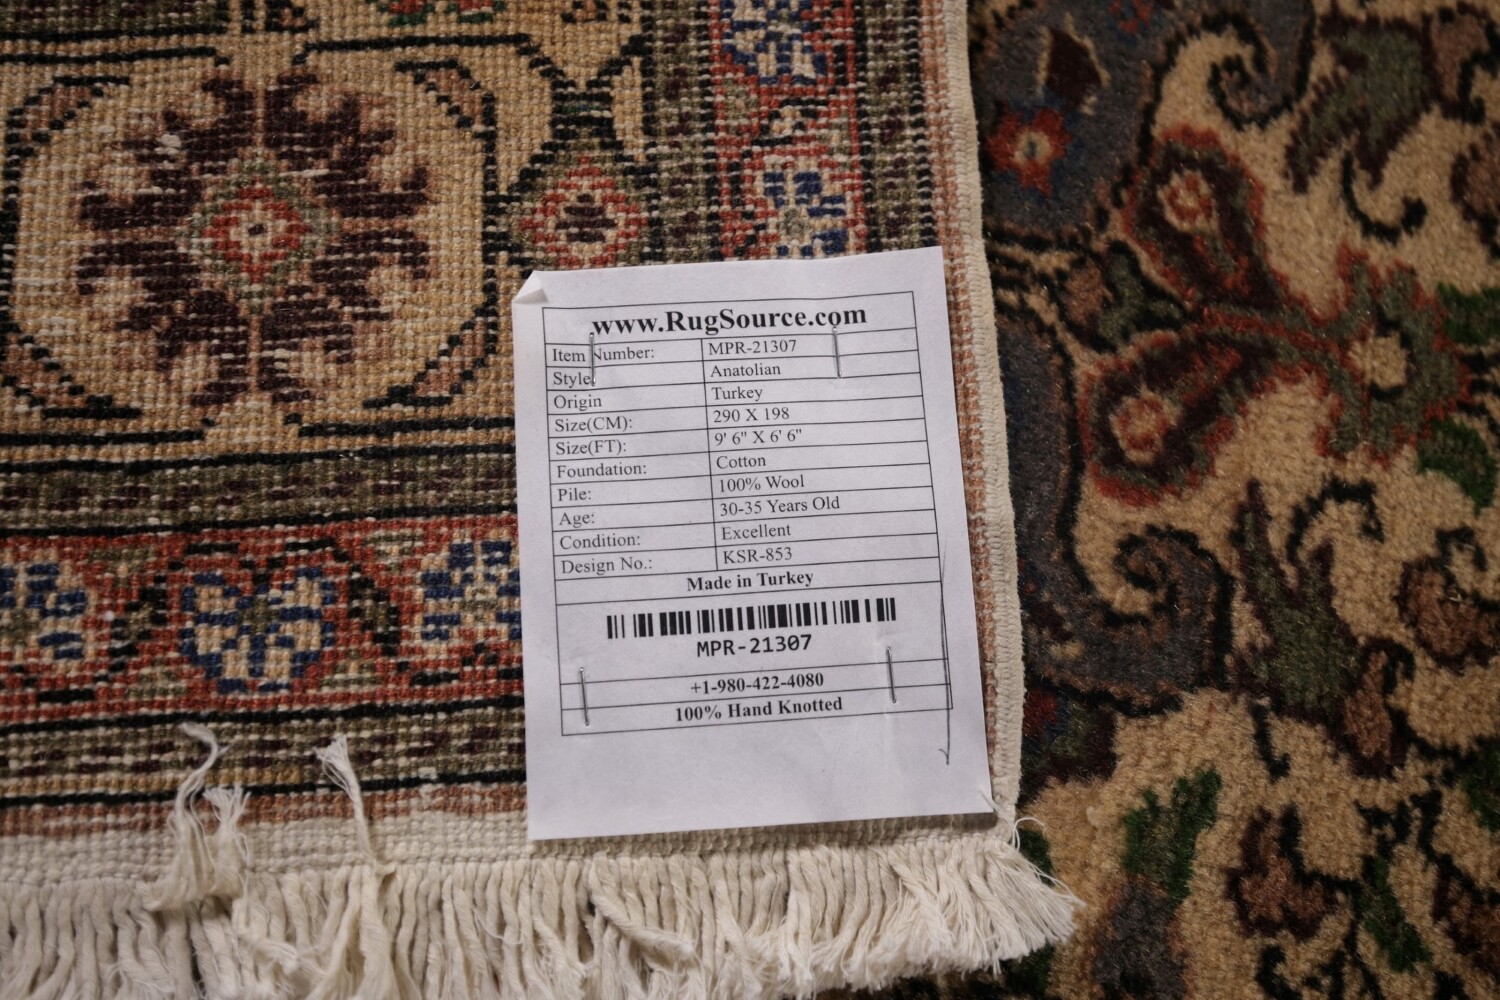 www.RugSource.com
Item Number: MPR-21307
Style: Anatolian
Origin Turkey
Size(CM): 290 X 198
Size(FT): 9' 6" X 6' 6"
Foundation: Cotton
Pile: 100% Wool
Age: 30-35 Years Old
Condition: Excellent
Design No.: KSR-853
Made in Turkey
MPR-21307
+1-980-422-4080
100% Hand Knotted